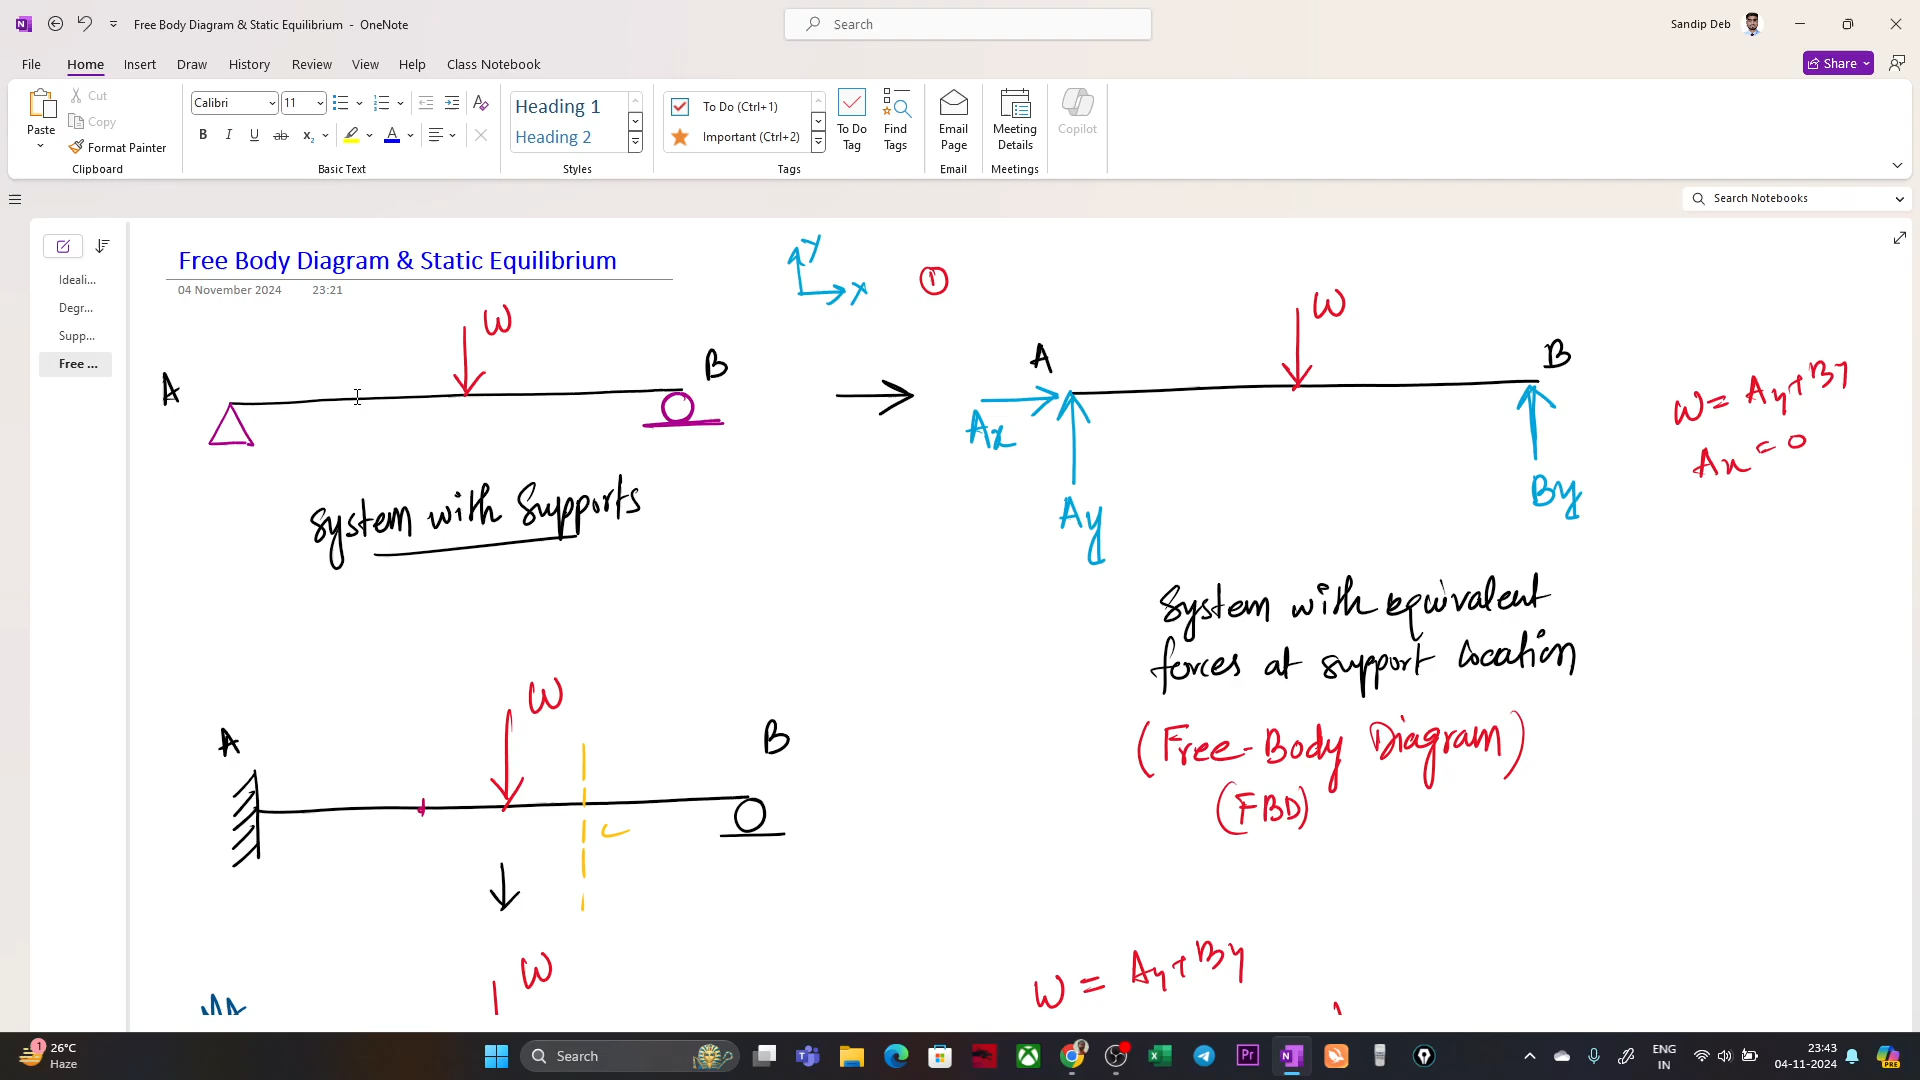 Free Body Diagram & Static Equilibrium - OneNote
Search
Sandip Deb
File Home Insert Draw History Review View Help Class Notebook
Share
Paste
Cut
Copy
Format Painter
Clipboard
Calibri 11
B I U ab x₂ A
Basic Text
Heading 1
Heading 2
Styles
To Do (Ctrl+1)
Important (Ctrl+2)
To Do Tag
Find Tags
Tags
Email Page
Email
Meeting Details
Meetings
Copilot
Search Notebooks
Ideali...
Degr...
Supp...
Free ...
Free Body Diagram & Static Equilibrium
04 November 2024 23:21
y
x
①
W
A
B
System with Supports
W
A
B
Ax
Ay
By
W = Ay + By
Ax = 0
System with equivalent
forces at support location
(Free-Body Diagram)
(FBD)
W
A
B
C
W
W = Ay + By
1
26°C
Haze
Search
ENG
IN
23:43
04-11-2024